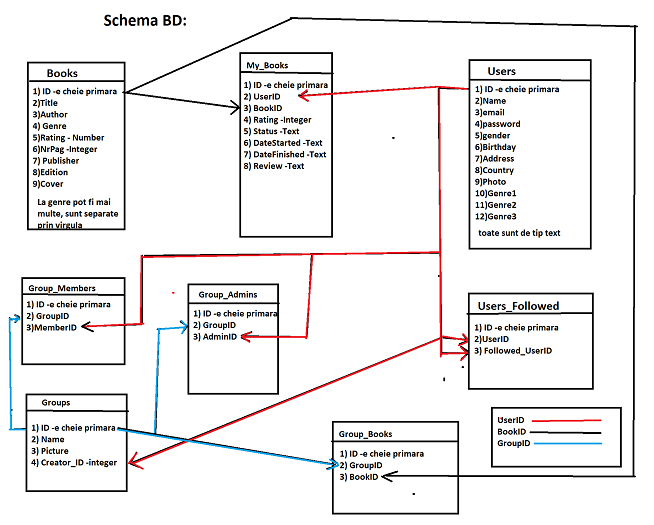 Schema BD:
Books
1) ID -e cheie primara
2)Title
3)Author
4) Genre
5)Rating - Number
6)NrPag -Integer
7) Publisher
8)Edition
9)Cover
La genre pot fi mai
multe, sunt separate
prin virgula
My_Books
1) ID -e cheie primara
2) UserID
3) BookID
4) Rating -Integer
5) Status -Text
6) DateStarted -Text
7) DateFinished -Text
8) Review -Text
Users
1) ID -e cheie primara
2)Name
3)email
4)password
5)gender
6)Birthday
7)Address
8)Country
9)Photo
10)Genre1
11)Genre2
12)Genre3
toate sunt de tip text
Group_Members
1) ID -e cheie primara
2) GroupID
3)MemberID
Group_Admins
1) ID -e cheie primara
2) GroupID
3) AdminID
Users_Followed
1) ID -e cheie primara
2)UserID
3) Followed_UserID
Groups
1) ID -e cheie primara
2) Name
3) Picture
4) Creator_ID -integer
Group_Books
1) ID -e cheie primara
2) GroupID
3) BookID
UserID
BookID
GroupID